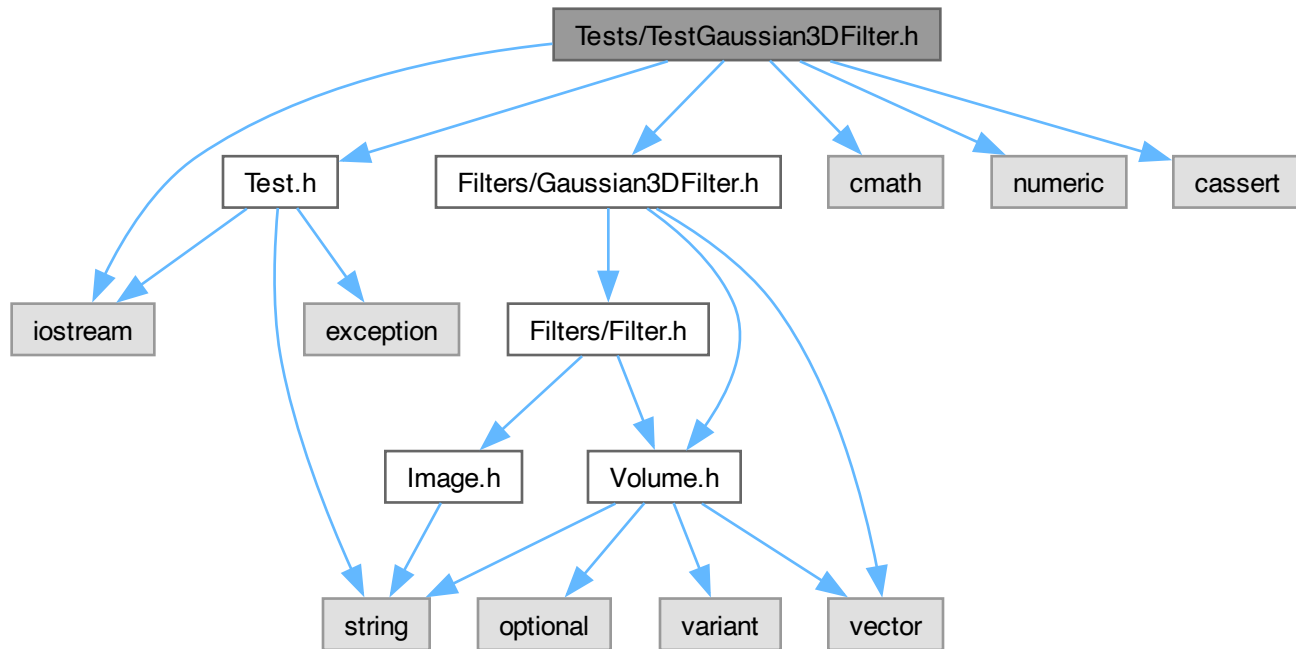 Tests/TestGaussian3DFilter.h
Test.h
Filters/Gaussian3DFilter.h
cmath
numeric
cassert
iostream
exception
Filters/Filter.h
Image.h
Volume.h
string
optional
variant
vector